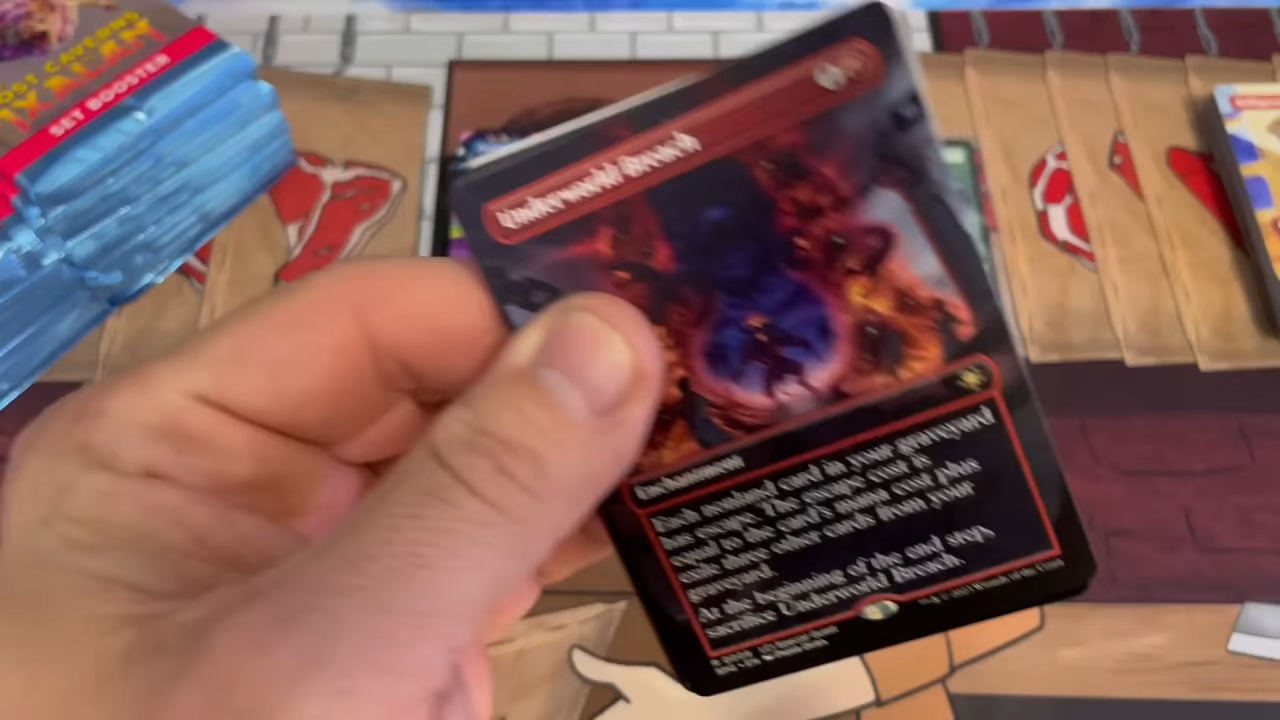 OST CAVERNS
IXALAN
SET BOOSTER
Underworld Breach
Enchantment
Each nonland card in your graveyard
has escape. The escape cost is
equal to the card's mana cost plus
exile three other cards from your
graveyard.
At the beginning of the end step,
sacrifice Underworld Breach.